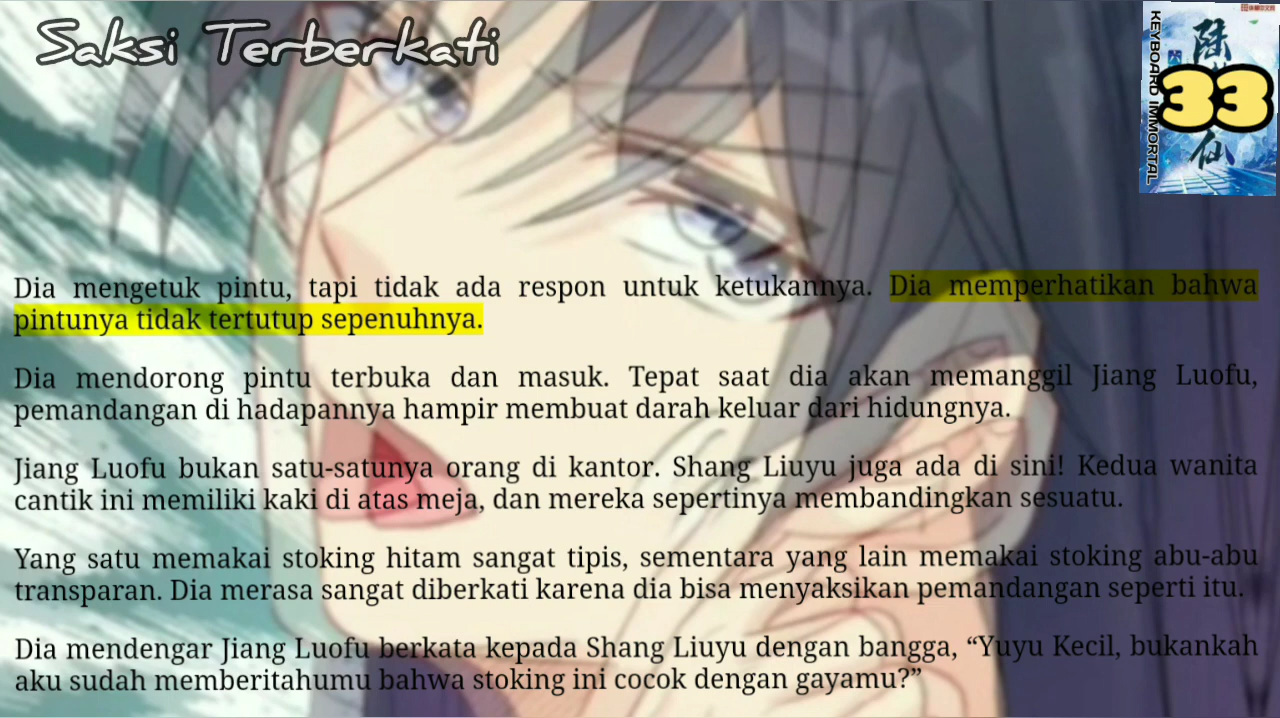 Saksi Terberkati
KEYBOARD IMMORTAL
33
Dia mengetuk pintu, tapi tidak ada respon untuk ketukannya. Dia memperhatikan bahwa
pintunya tidak tertutup sepenuhnya.
Dia mendorong pintu terbuka dan masuk. Tepat saat dia akan memanggil Jiang Luofu,
pemandangan di hadapannya hampir membuat darah keluar dari hidungnya.
Jiang Luofu bukan satu-satunya orang di kantor. Shang Liuyu juga ada di sini! Kedua wanita
cantik ini memiliki kaki di atas meja, dan mereka sepertinya membandingkan sesuatu.
Yang satu memakai stoking hitam sangat tipis, sementara yang lain memakai stoking abu-abu
transparan. Dia merasa sangat diberkati karena dia bisa menyaksikan pemandangan seperti itu.
Dia mendengar Jiang Luofu berkata kepada Shang Liuyu dengan bangga, “Yuyu Kecil, bukankah
aku sudah memberitahumu bahwa stoking ini cocok dengan gayamu?”